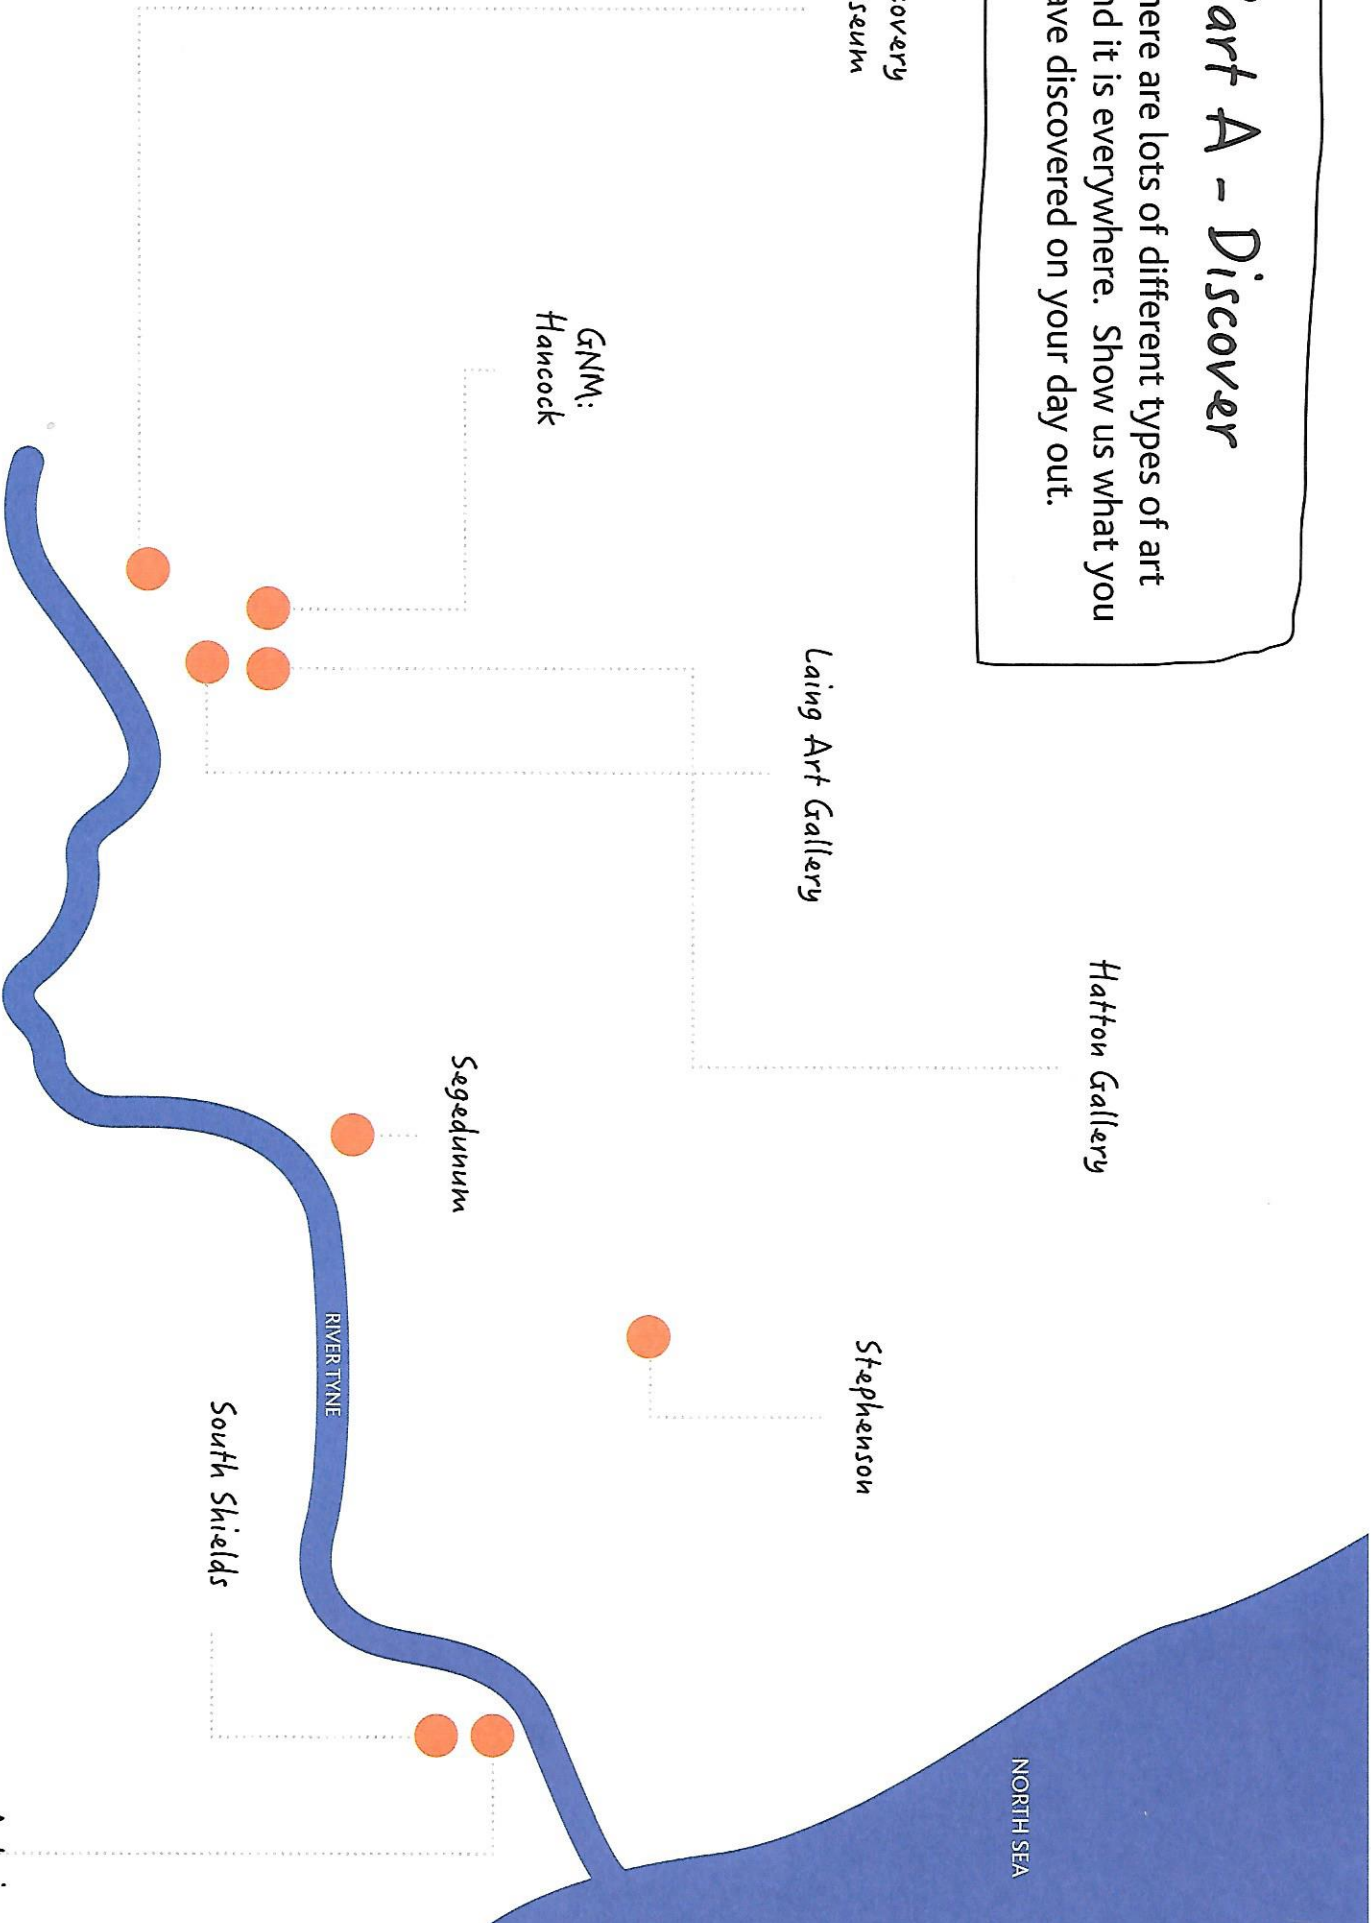 Part A - Discover
here are lots of different types of art
nd it is everywhere. Show us what you
ave discovered on your day out.
covery
seum
GNM:
Hancock
Laing Art Gallery
Hatton Gallery
Segedunum
Stephenson
RIVER TYNE
South Shields
NORTH SEA